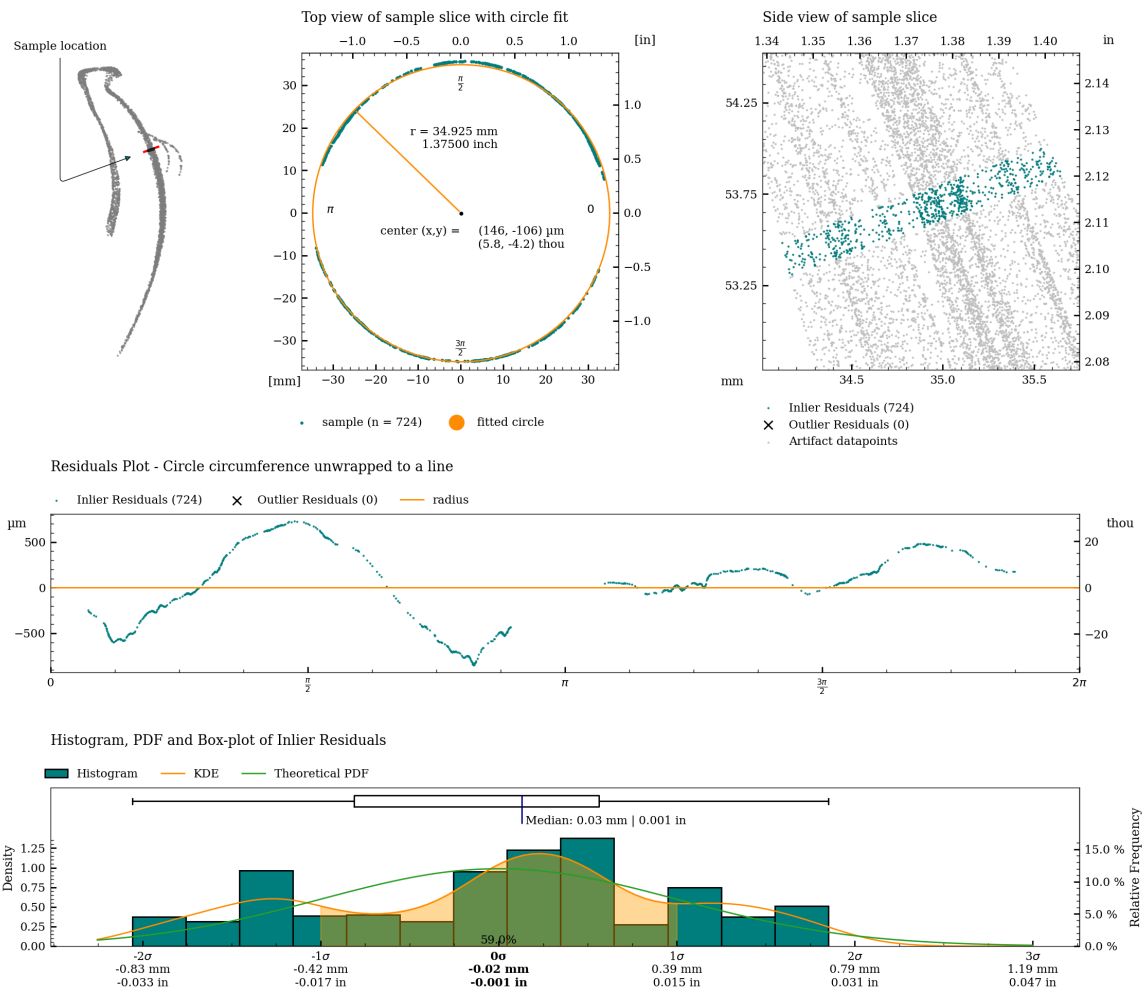 Top view of sample slice with circle fit
Side view of sample slice
Sample location
−1.0 −0.5 0.0 0.5 1.0 [in]
1.34 1.35 1.36 1.37 1.38 1.39 1.40 in
30
20
10
0
−10
−20
−30
[mm]
1.0
0.5
0.0
−0.5
−1.0
π/2
r = 34.925 mm
1.37500 inch
π
0
center (x,y) = (146, -106) µm
(5.8, -4.2) thou
3π/2
−30 −20 −10 0 10 20 30
54.25
53.75
53.25
2.14
2.13
2.12
2.11
2.10
2.09
2.08
mm 34.5 35.0 35.5
sample (n = 724) fitted circle
Inlier Residuals (724)
Outlier Residuals (0)
Artifact datapoints
Residuals Plot - Circle circumference unwrapped to a line
Inlier Residuals (724) Outlier Residuals (0) radius
µm
500
0
−500
thou
20
0
−20
0 π/2 π 3π/2 2π
Histogram, PDF and Box-plot of Inlier Residuals
Histogram KDE Theoretical PDF
Median: 0.03 mm | 0.001 in
Density
1.25
1.00
0.75
0.50
0.25
0.00
Relative Frequency
15.0 %
10.0 %
5.0 %
0.0 %
59.0%
-2σ -1σ 0σ 1σ 2σ 3σ
-0.83 mm -0.42 mm -0.02 mm 0.39 mm 0.79 mm 1.19 mm
-0.033 in -0.017 in -0.001 in 0.015 in 0.031 in 0.047 in